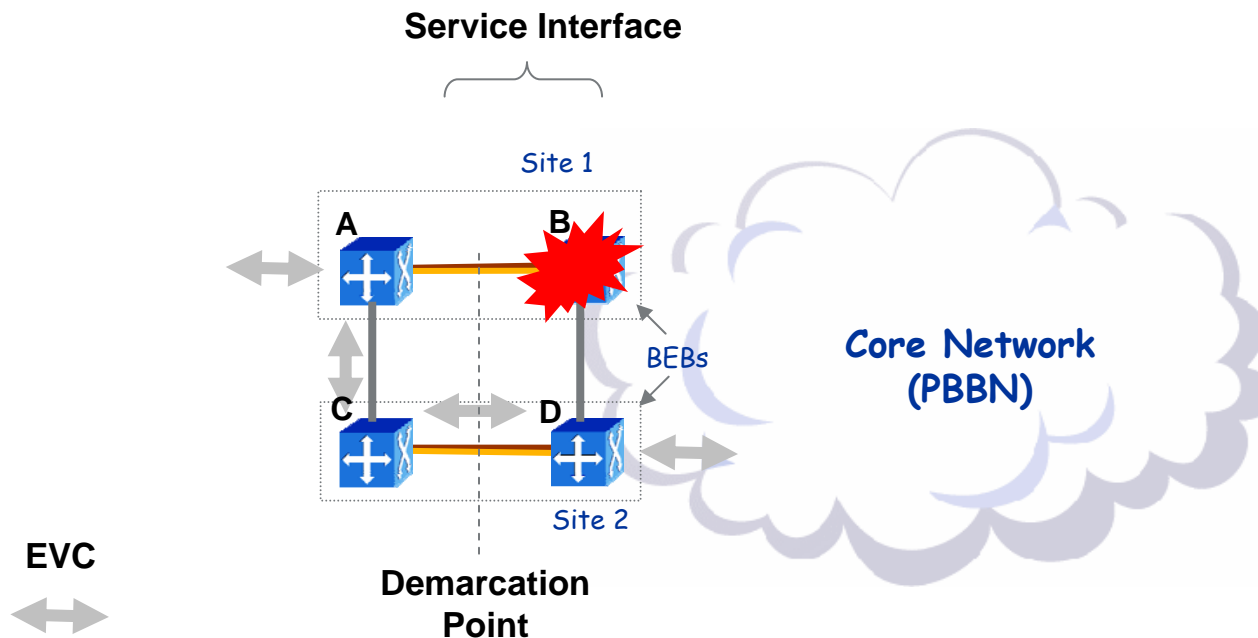 Service Interface
Site 1
A
B
BEBs
Core Network
(PBBN)
C
D
Site 2
EVC
Demarcation
Point